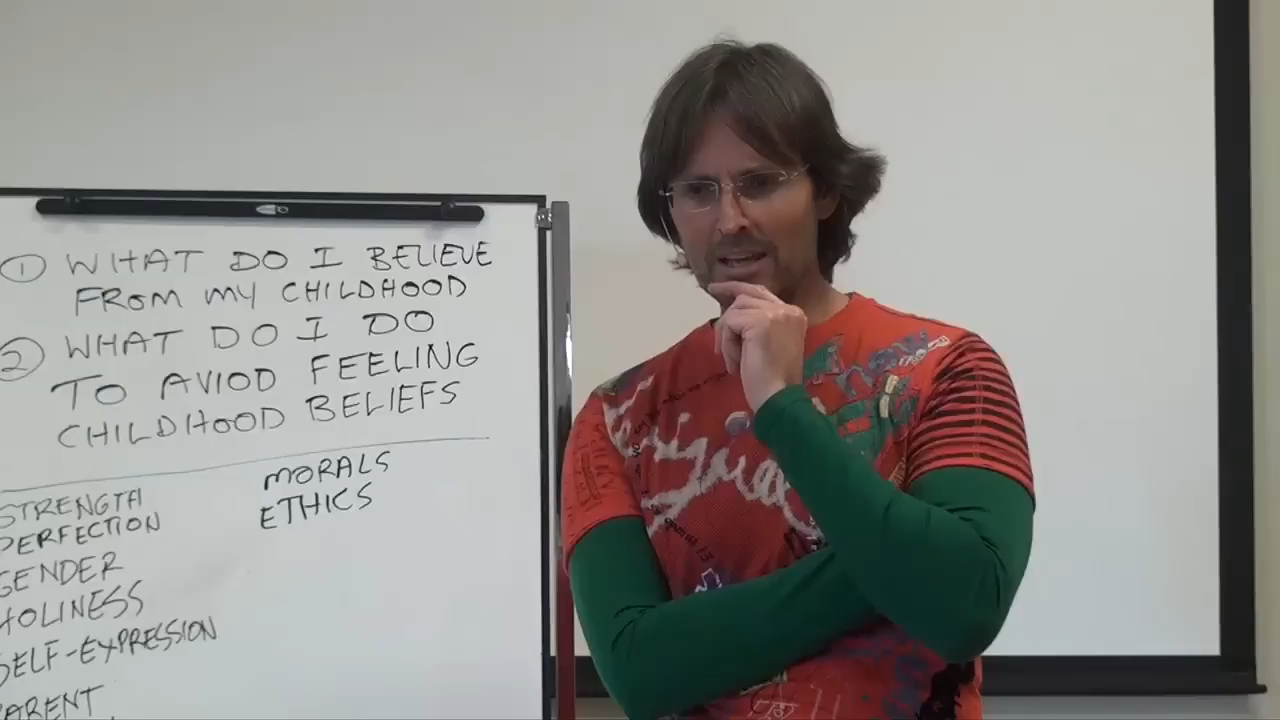 ① WHAT DO I BELIEVE
FROM MY CHILDHOOD
② WHAT DO I DO
TO AVIOD FEELING
CHILDHOOD BELIEFS
STRENGTH
PERFECTION
GENDER
HOLINESS
SELF-EXPRESSION
PARENT
MORALS
ETHICS